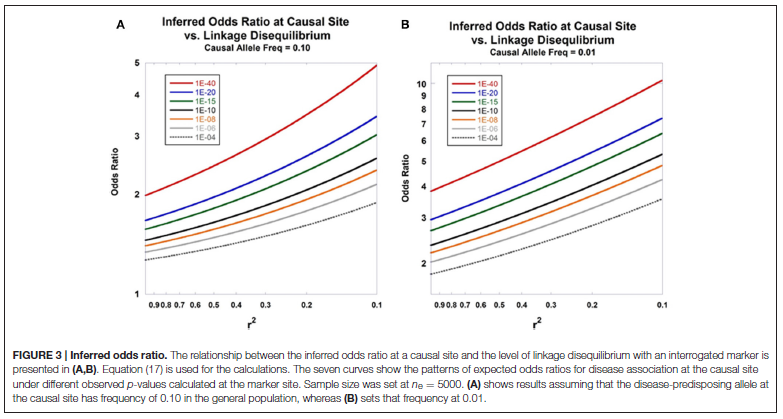 A
Inferred Odds Ratio at Causal Site
vs. Linkage Disequilibrium
Causal Allele Freq = 0.10
5
4
3
2
1
Odds Ratio
1E-40
1E-20
1E-15
1E-10
1E-08
1E-06
1E-04
0.9 0.8 0.7 0.6 0.5 0.4 0.3 0.2 0.1
r2
B
Inferred Odds Ratio at Causal Site
vs. Linkage Disequlibrium
Causal Allele Freq = 0.01
10
9
8
7
6
5
4
3
2
Odds Ratio
1E-40
1E-20
1E-15
1E-10
1E-08
1E-06
1E-04
0.9 0.8 0.7 0.6 0.5 0.4 0.3 0.2 0.1
r2
FIGURE 3 | Inferred odds ratio. The relationship between the inferred odds ratio at a causal site and the level of linkage disequilibrium with an interrogated marker is
presented in (A,B). Equation (17) is used for the calculations. The seven curves show the patterns of expected odds ratios for disease association at the causal site
under different observed p-values calculated at the marker site. Sample size was set at ne = 5000. (A) shows results assuming that the disease-predisposing allele at
the causal site has frequency of 0.10 in the general population, whereas (B) sets that frequency at 0.01.